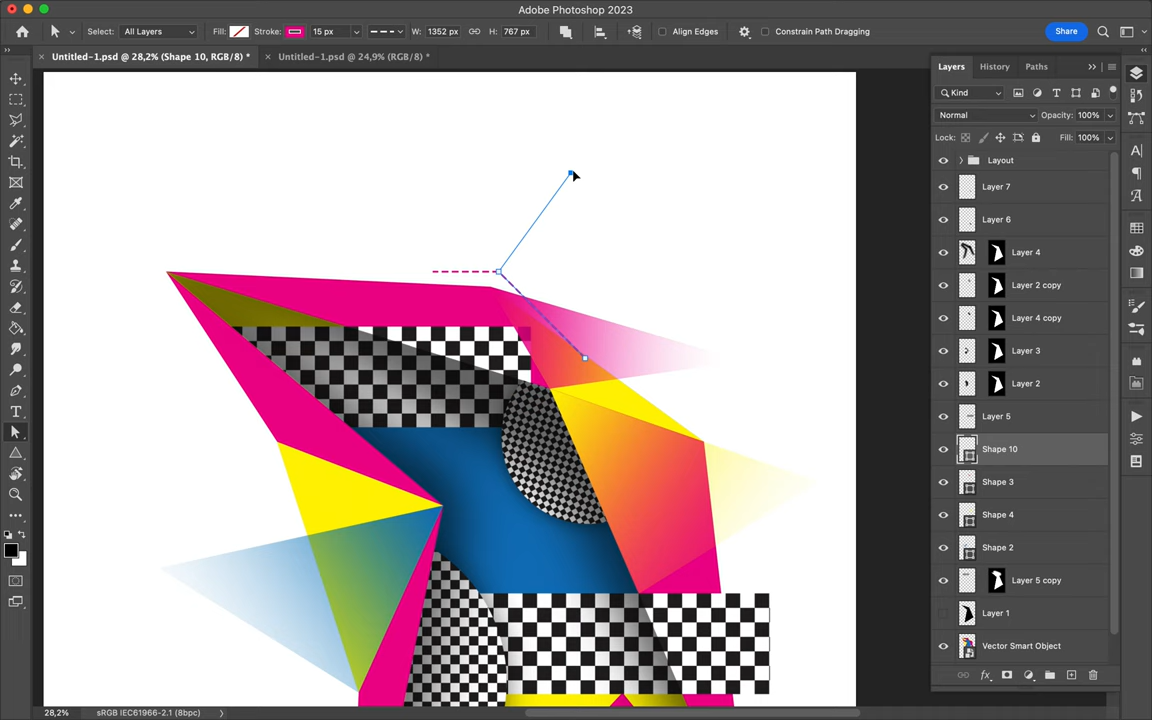 Adobe Photoshop 2023
Select: All Layers Fill: Stroke: 15 px W: 1352 px H: 767 px Align Edges Constrain Path Dragging Share
Untitled-1.psd @ 28,2% (Shape 10, RGB/8) * Untitled-1.psd @ 24,9% (RGB/8) *
Layers History Paths
Kind
Normal Opacity: 100%
Lock: Fill: 100%
Layout
Layer 7
Layer 6
Layer 4
Layer 2 copy
Layer 4 copy
Layer 3
Layer 2
Layer 5
Shape 10
Shape 3
Shape 4
Shape 2
Layer 5 copy
Layer 1
Vector Smart Object
28,2% sRGB IEC61966-2.1 (8bpc)